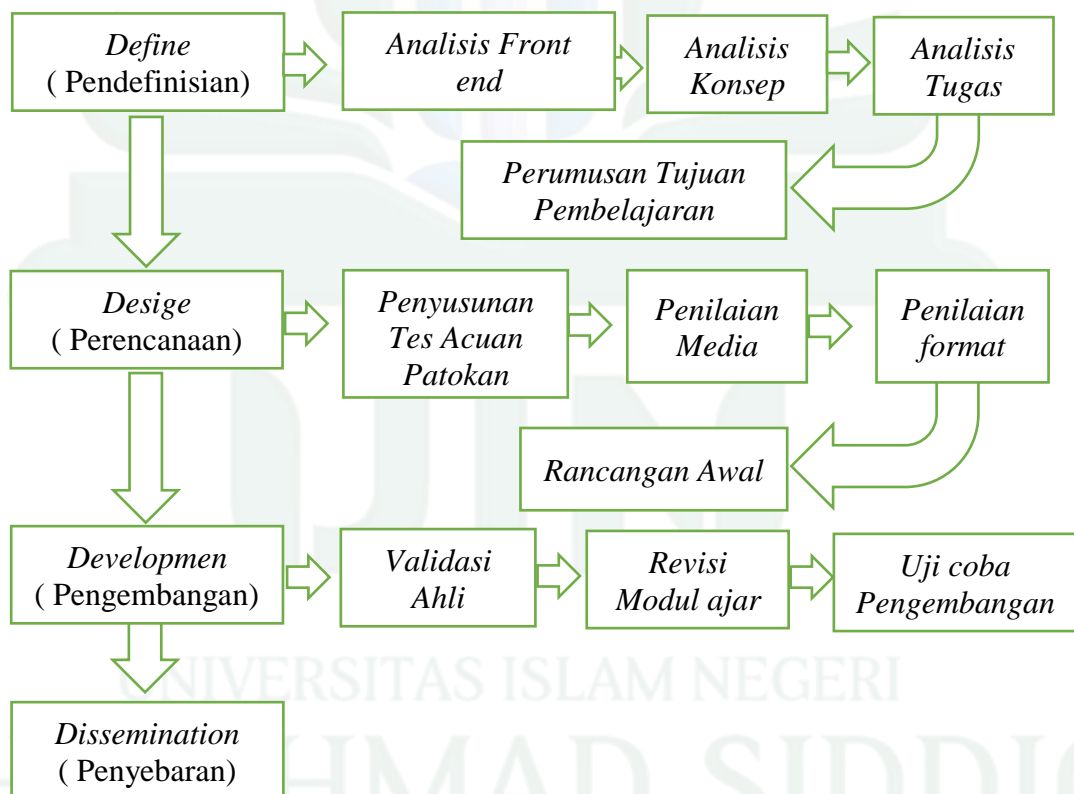 Define
( Pendefinisian)
Analisis Front
end
Analisis
Konsep
Analisis
Tugas
Perumusan Tujuan
Pembelajaran
Desige
( Perencanaan)
Penyusunan
Tes Acuan
Patokan
Penilaian
Media
Penilaian
format
Rancangan Awal
Developmen
( Pengembangan)
Validasi
Ahli
Revisi
Modul ajar
Uji coba
Pengembangan
UNIVERSITAS ISLAM NEGERI
Dissemination
( Penyebaran)
HMAD SIDDIQ